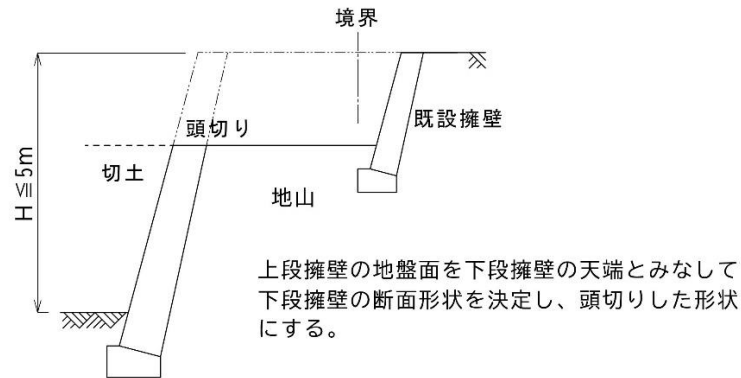 境界
頭切り
既設擁壁
切土
H≦5m
地山
上段擁壁の地盤面を下段擁壁の天端とみなして
下段擁壁の断面形状を決定し、頭切りした形状
にする。